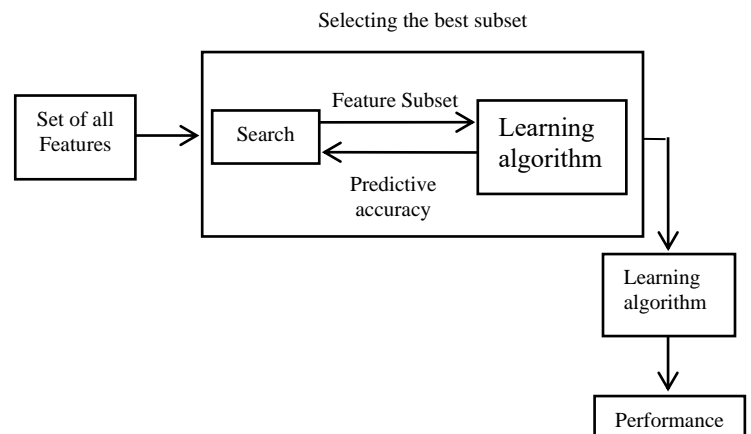 Selecting the best subset
Set of all
Features
Search
Feature Subset
Learning
algorithm
Predictive
accuracy
Learning
algorithm
Performance